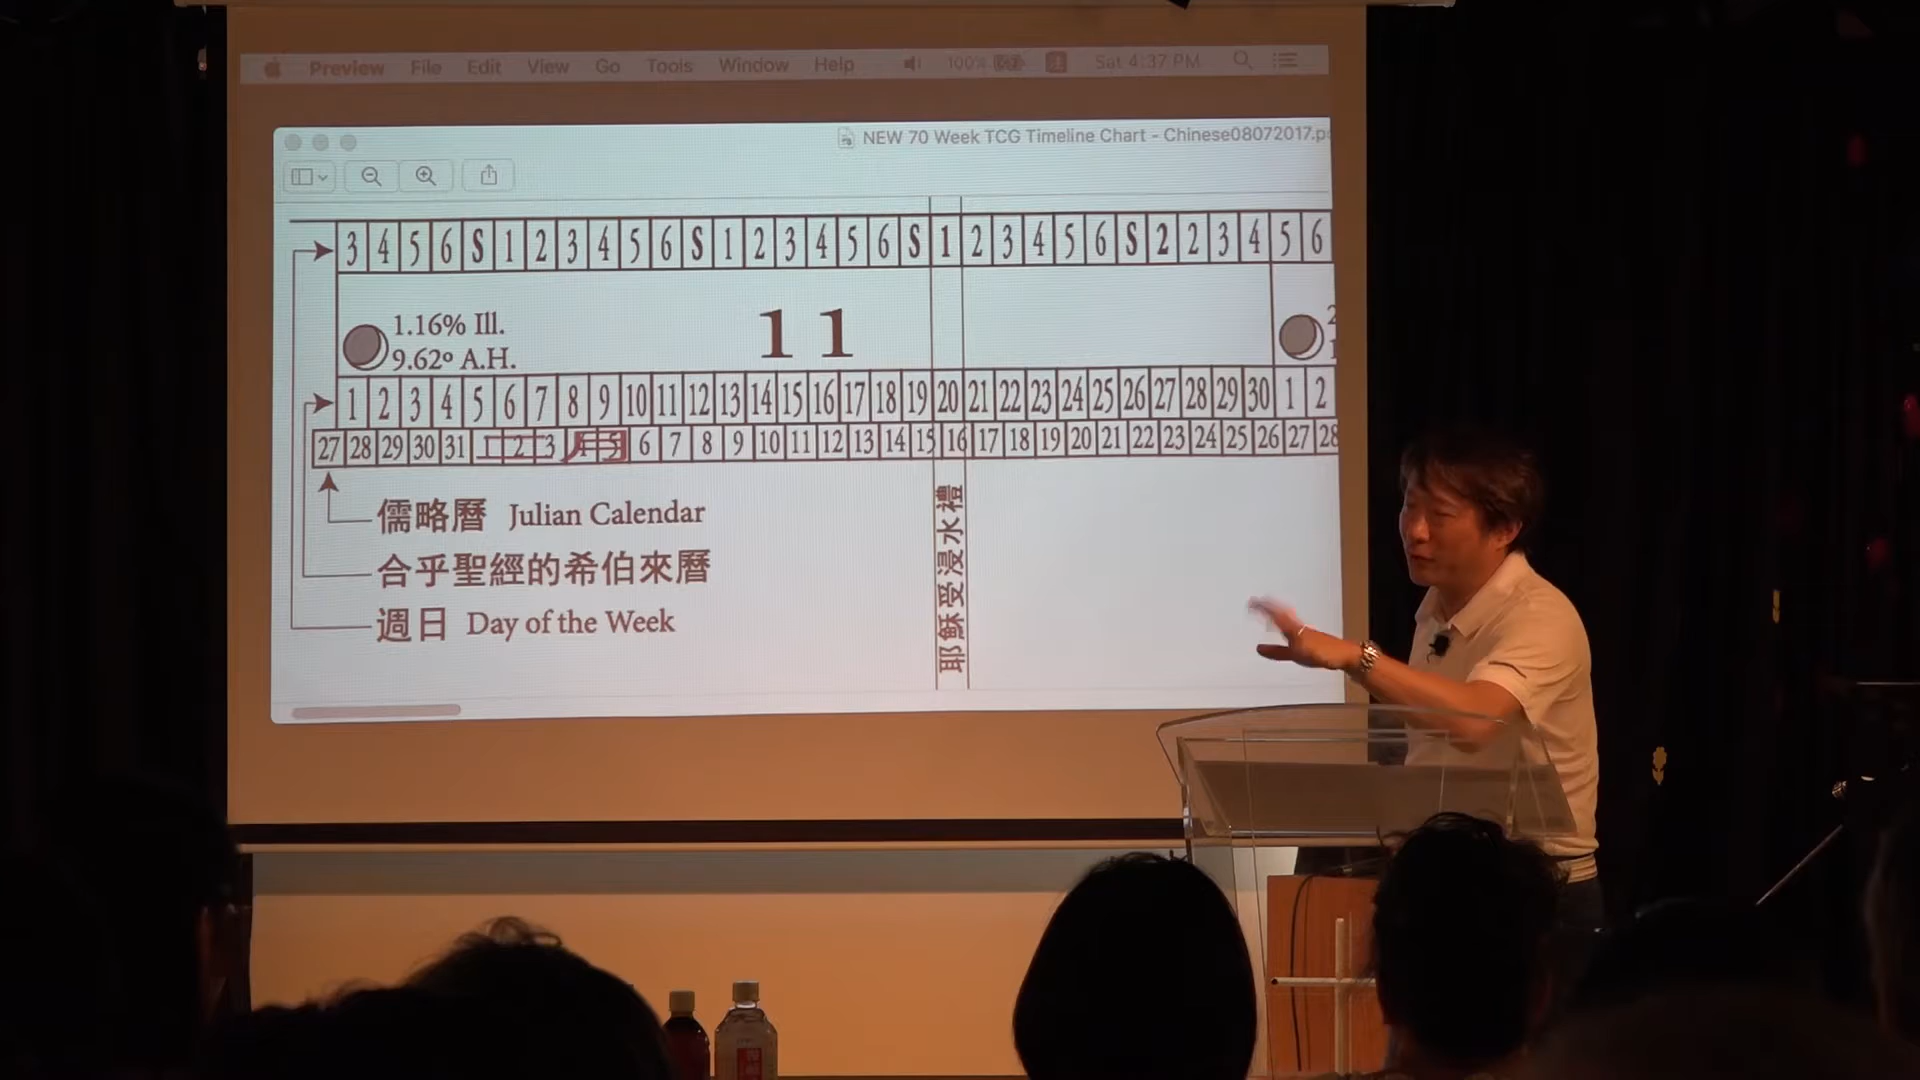 Preview File Edit View Go Tools Window Help 100% Sat 4:37 PM
NEW 70 Week TCG Timeline Chart - Chinese08072017.p
3 4 5 6 S 1 2 3 4 5 6 S 1 2 3 4 5 6 S 1 2 3 4 5 6 S 2 2 3 4 5 6
1.16% Ill.
9.62º A.H.
11
1 2 3 4 5 6 7 8 9 10 11 12 13 14 15 16 17 18 19 20 21 22 23 24 25 26 27 28 29 30 1 2
27 28 29 30 31 1 2 3 4 5 6 7 8 9 10 11 12 13 14 15 16 17 18 19 20 21 22 23 24 25 26 27 28
儒略曆 Julian Calendar
合乎聖經的希伯來曆
週日 Day of the Week
耶穌受浸水禮